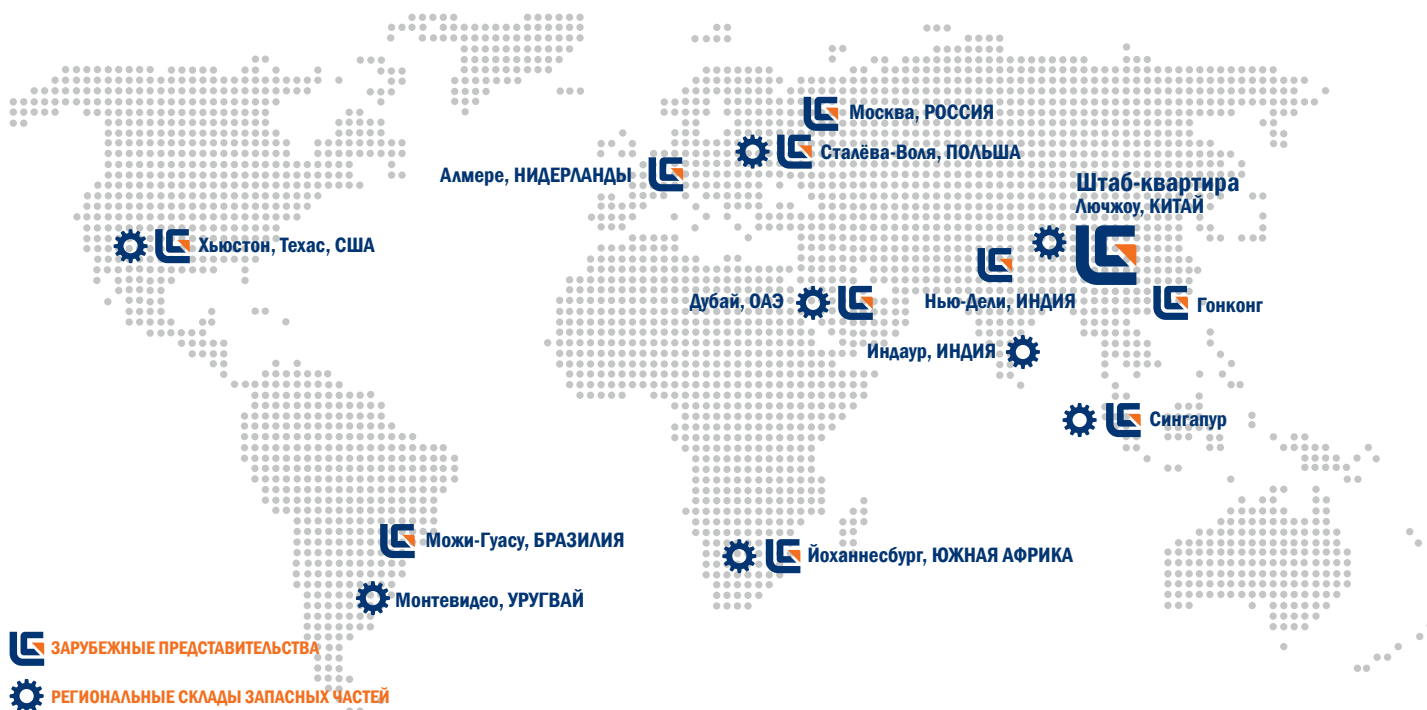 Москва, РОССИЯ
Сталёва-Воля, ПОЛЬША
Алмере, НИДЕРЛАНДЫ
Штаб-квартира
Лючжоу, КИТАЙ
Хьюстон, Техас, США
Дубай, ОАЭ
Нью-Дели, ИНДИЯ
Гонконг
Индаур, ИНДИЯ
Сингапур
Можи-Гуасу, БРАЗИЛИЯ
Йоханнесбург, ЮЖНАЯ АФРИКА
Монтевидео, УРУГВАЙ
ЗАРУБЕЖНЫЕ ПРЕДСТАВИТЕЛЬСТВА
РЕГИОНАЛЬНЫЕ СКЛАДЫ ЗАПАСНЫХ ЧАСТЕЙ